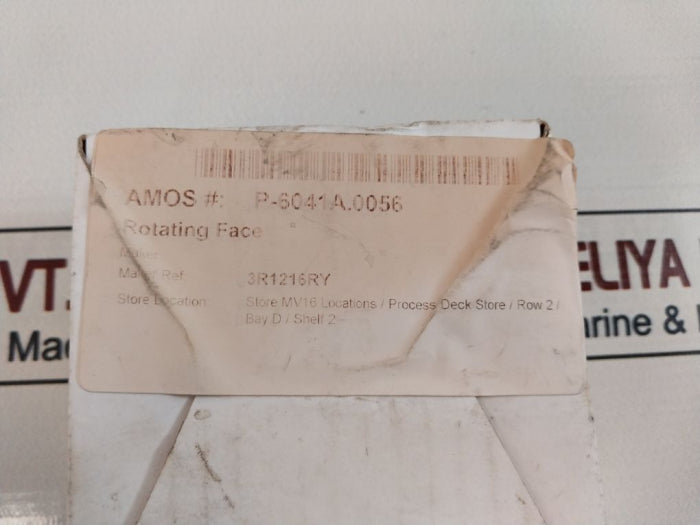 AMOS #: P-6041A.0056
Rotating Face
Maker
Maker Ref: 3R1216RY
Store Location: Store MV16 Locations / Process Deck Store / Row 2 /
Bay D / Shelf 2
VT. ELIYA
Mac arine &